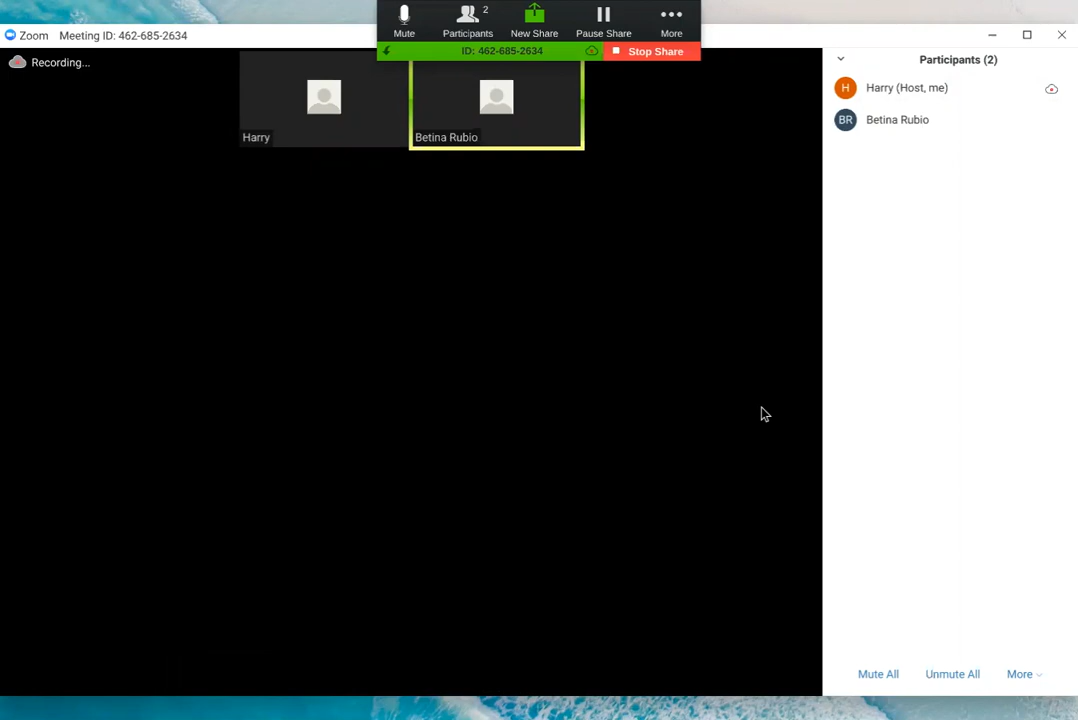 Mute
Participants 2
New Share
Pause Share
More
Zoom Meeting ID: 462-685-2634
ID: 462-685-2634
Stop Share
Recording...
Harry
Betina Rubio
Participants (2)
H Harry (Host, me)
BR Betina Rubio
Mute All
Unmute All
More